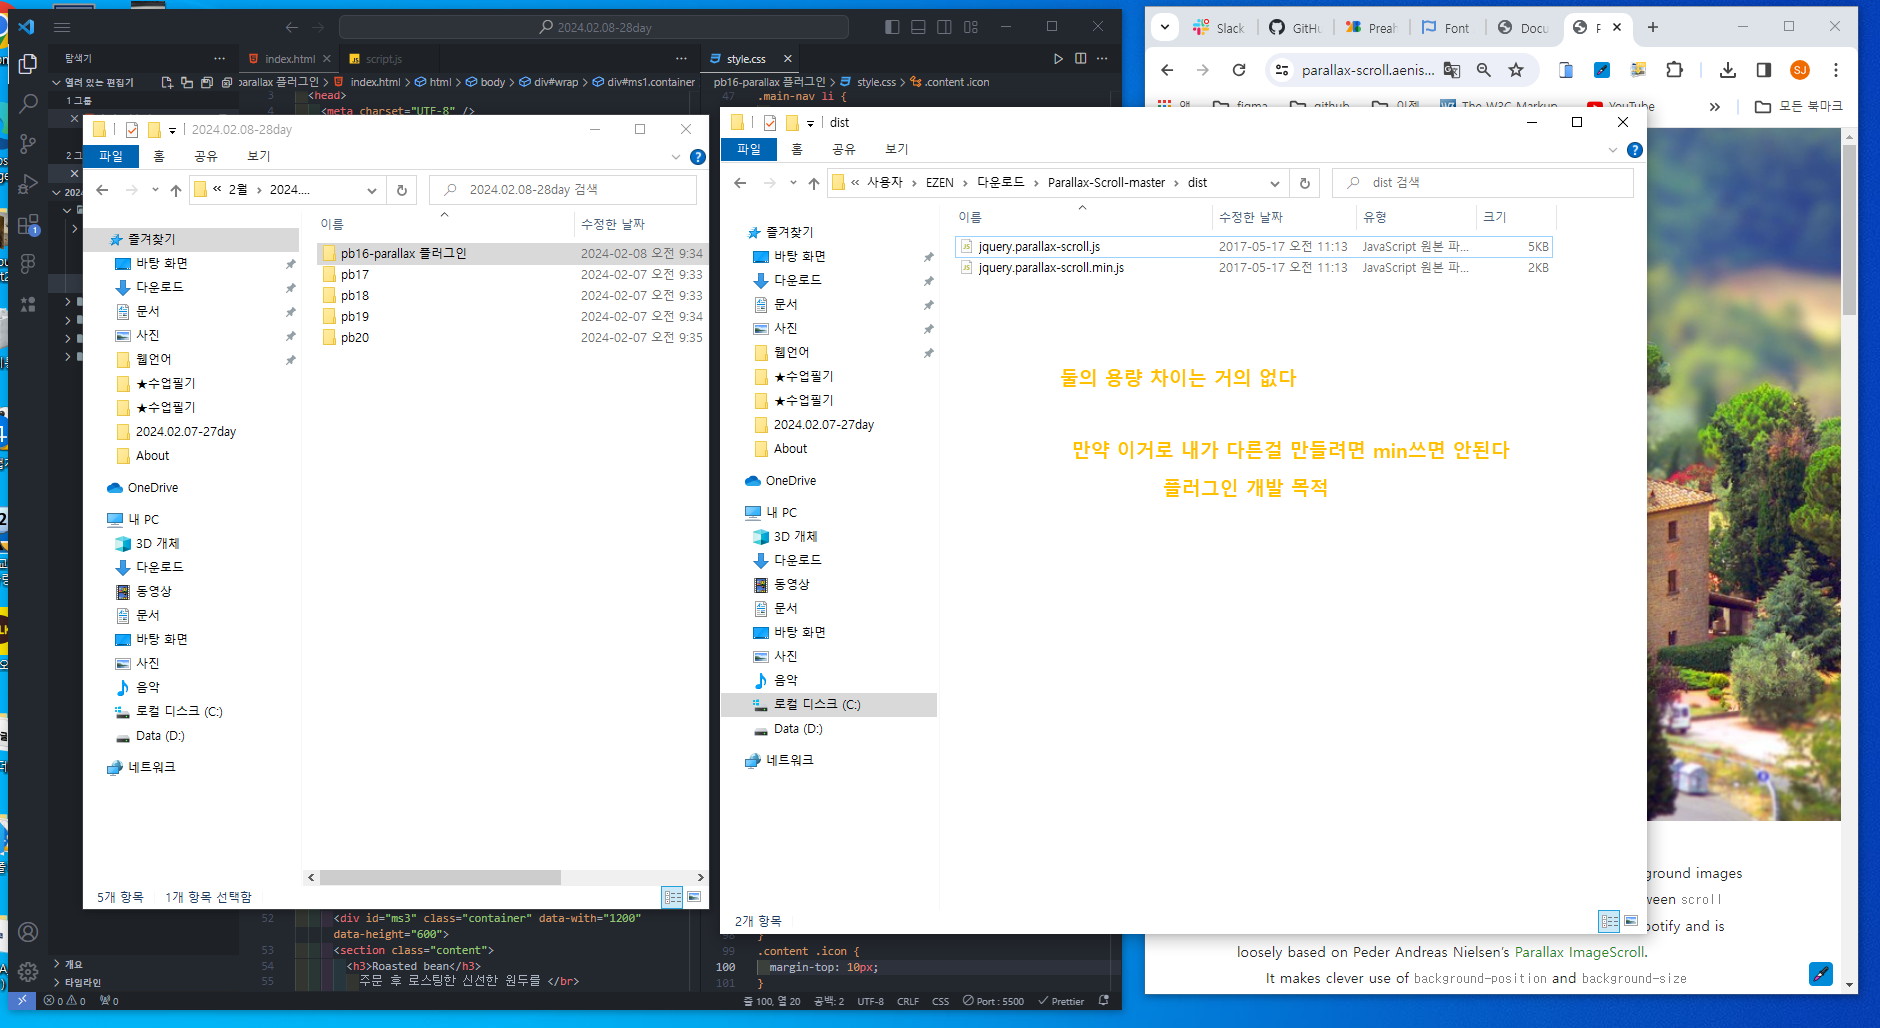 2024.02.08-28day
탐색기
index.html
script.js
style.css
열려 있는 편집기
parallax 플러그인 > index.html > html > body > div#wrap > div#ms1.container
pb16-parallax 플러그인 > style.css > .content .icon
1 그룹
3 <head>
4 <meta charset="UTF-8" />
47 .main-nav li {
2024.02.08-28day
파일 홈 공유 보기
« 2월 > 2024....
2024.02.08-28day 검색
이름 수정한 날짜
pb16-parallax 플러그인 2024-02-08 오전 9:34
pb17 2024-02-07 오전 9:33
pb18 2024-02-07 오전 9:33
pb19 2024-02-07 오전 9:34
pb20 2024-02-07 오전 9:35
즐겨찾기
바탕 화면
다운로드
문서
사진
웹언어
★수업필기
★수업필기
2024.02.07-27day
About
OneDrive
내 PC
3D 개체
다운로드
동영상
문서
바탕 화면
사진
음악
로컬 디스크 (C:)
Data (D:)
네트워크
5개 항목 1개 항목 선택함
dist
파일 홈 공유 보기
« 사용자 > EZEN > 다운로드 > Parallax-Scroll-master > dist
dist 검색
이름 수정한 날짜 유형 크기
jquery.parallax-scroll.js 2017-05-17 오전 11:13 JavaScript 원본 파... 5KB
jquery.parallax-scroll.min.js 2017-05-17 오전 11:13 JavaScript 원본 파... 2KB
즐겨찾기
바탕 화면
다운로드
문서
사진
웹언어
★수업필기
★수업필기
2024.02.07-27day
About
OneDrive
내 PC
3D 개체
다운로드
동영상
문서
바탕 화면
사진
음악
로컬 디스크 (C:)
Data (D:)
네트워크
2개 항목
둘의 용량 차이는 거의 없다
만약 이거로 내가 다른걸 만들려면 min쓰면 안된다
플러그인 개발 목적
52 <div id="ms3" class="container" data-with="1200"
data-height="600">
53 <section class="content">
54 <h3>Roasted bean</h3>
55 주문 후 로스팅한 신선한 원두를 </br>
99 .content .icon {
100 margin-top: 10px;
101 }
개요
타임라인
줄 100, 열 20 공백: 2 UTF-8 CRLF CSS Port : 5500 Prettier
Slack
Font
parallax-scroll.aenis...
The W3C Markup
YouTube
모든 북마크
ground images
ween scroll
potify and is
loosely based on Peder Andreas Nielsen's Parallax ImageScroll.
It makes clever use of background-position and background-size